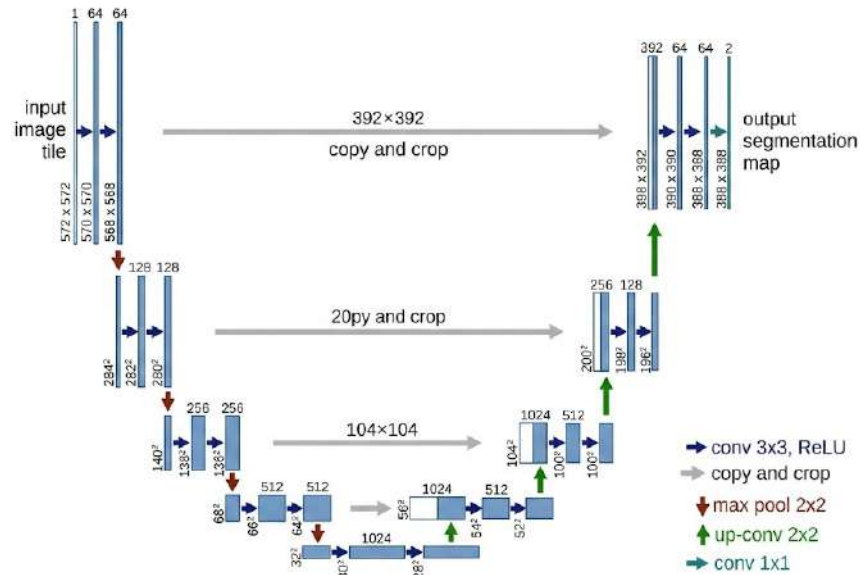 1 64 64
input
image
tile
572 x 572
570 x 570
568 x 568
392×392
copy and crop
392 64 64 2
output
segmentation
map
398 x 392
390 x 390
388 x 388
388 x 388
128 128
284²
282²
280²
20py and crop
256 128
200²
198²
196²
256 256
140²
138²
136²
104×104
1024 512
104²
100²
100²
512 512
68²
66²
64²
1024 512
56²
54²
52²
1024
32²
30²
28²
conv 3x3, ReLU
copy and crop
max pool 2x2
up-conv 2x2
conv 1x1